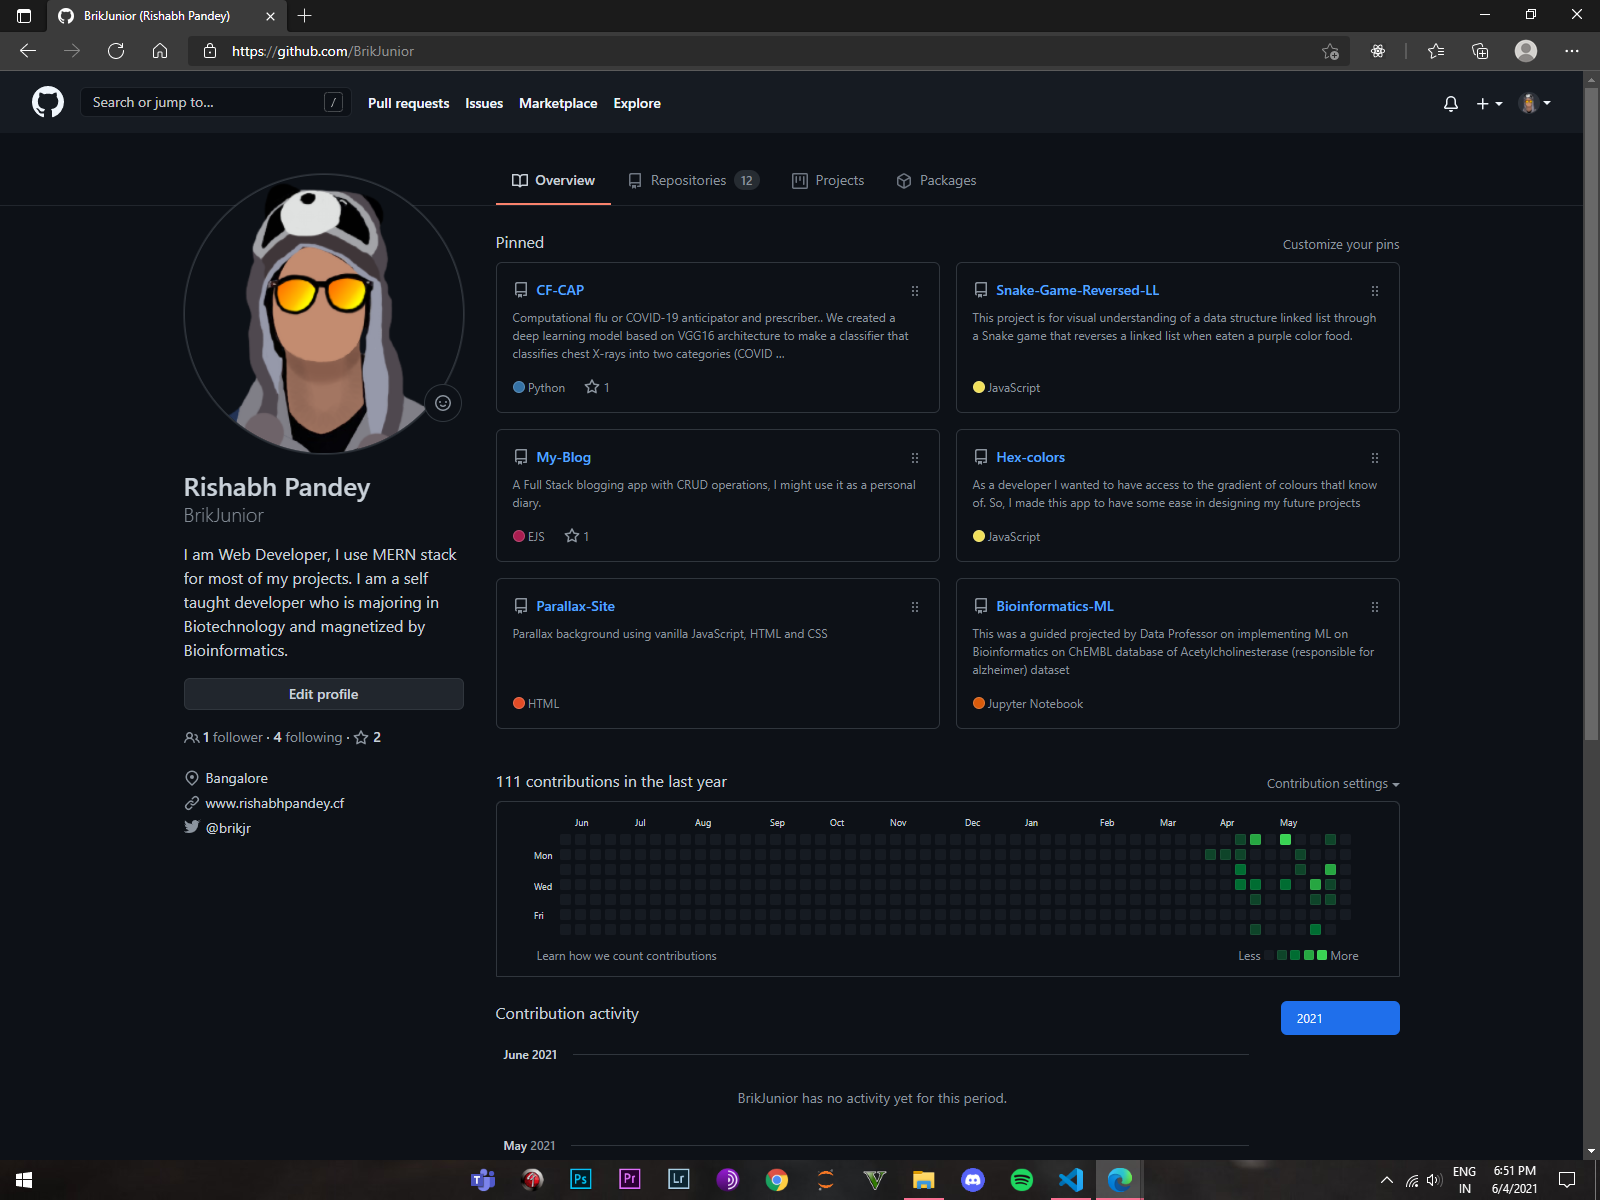 BrikJunior (Rishabh Pandey)
https://github.com/BrikJunior
Search or jump to...
/
Pull requests Issues Marketplace Explore
Overview Repositories 12 Projects Packages
Pinned
Customize your pins
CF-CAP
Computational flu or COVID-19 anticipator and prescriber.. We created a
deep learning model based on VGG16 architecture to make a classifier that
classifies chest X-rays into two categories (COVID ...
Python 1
Snake-Game-Reversed-LL
This project is for visual understanding of a data structure linked list through
a Snake game that reverses a linked list when eaten a purple color food.
JavaScript
My-Blog
A Full Stack blogging app with CRUD operations, I might use it as a personal
diary.
EJS 1
Hex-colors
As a developer I wanted to have access to the gradient of colours thatI know
of. So, I made this app to have some ease in designing my future projects
JavaScript
Parallax-Site
Parallax background using vanilla JavaScript, HTML and CSS
HTML
Bioinformatics-ML
This was a guided projected by Data Professor on implementing ML on
Bioinformatics on ChEMBL database of Acetylcholinesterase (responsible for
alzheimer) dataset
Jupyter Notebook
Rishabh Pandey
BrikJunior
I am Web Developer, I use MERN stack
for most of my projects. I am a self
taught developer who is majoring in
Biotechnology and magnetized by
Bioinformatics.
Edit profile
1 follower · 4 following · 2
Bangalore
www.rishabhpandey.cf
@brikjr
111 contributions in the last year
Contribution settings
Jun Jul Aug Sep Oct Nov Dec Jan Feb Mar Apr May
Mon
Wed
Fri
Learn how we count contributions
Less More
Contribution activity
2021
June 2021
BrikJunior has no activity yet for this period.
May 2021
T
Ps
Pr
Lr
ENG
IN
6:51 PM
6/4/2021